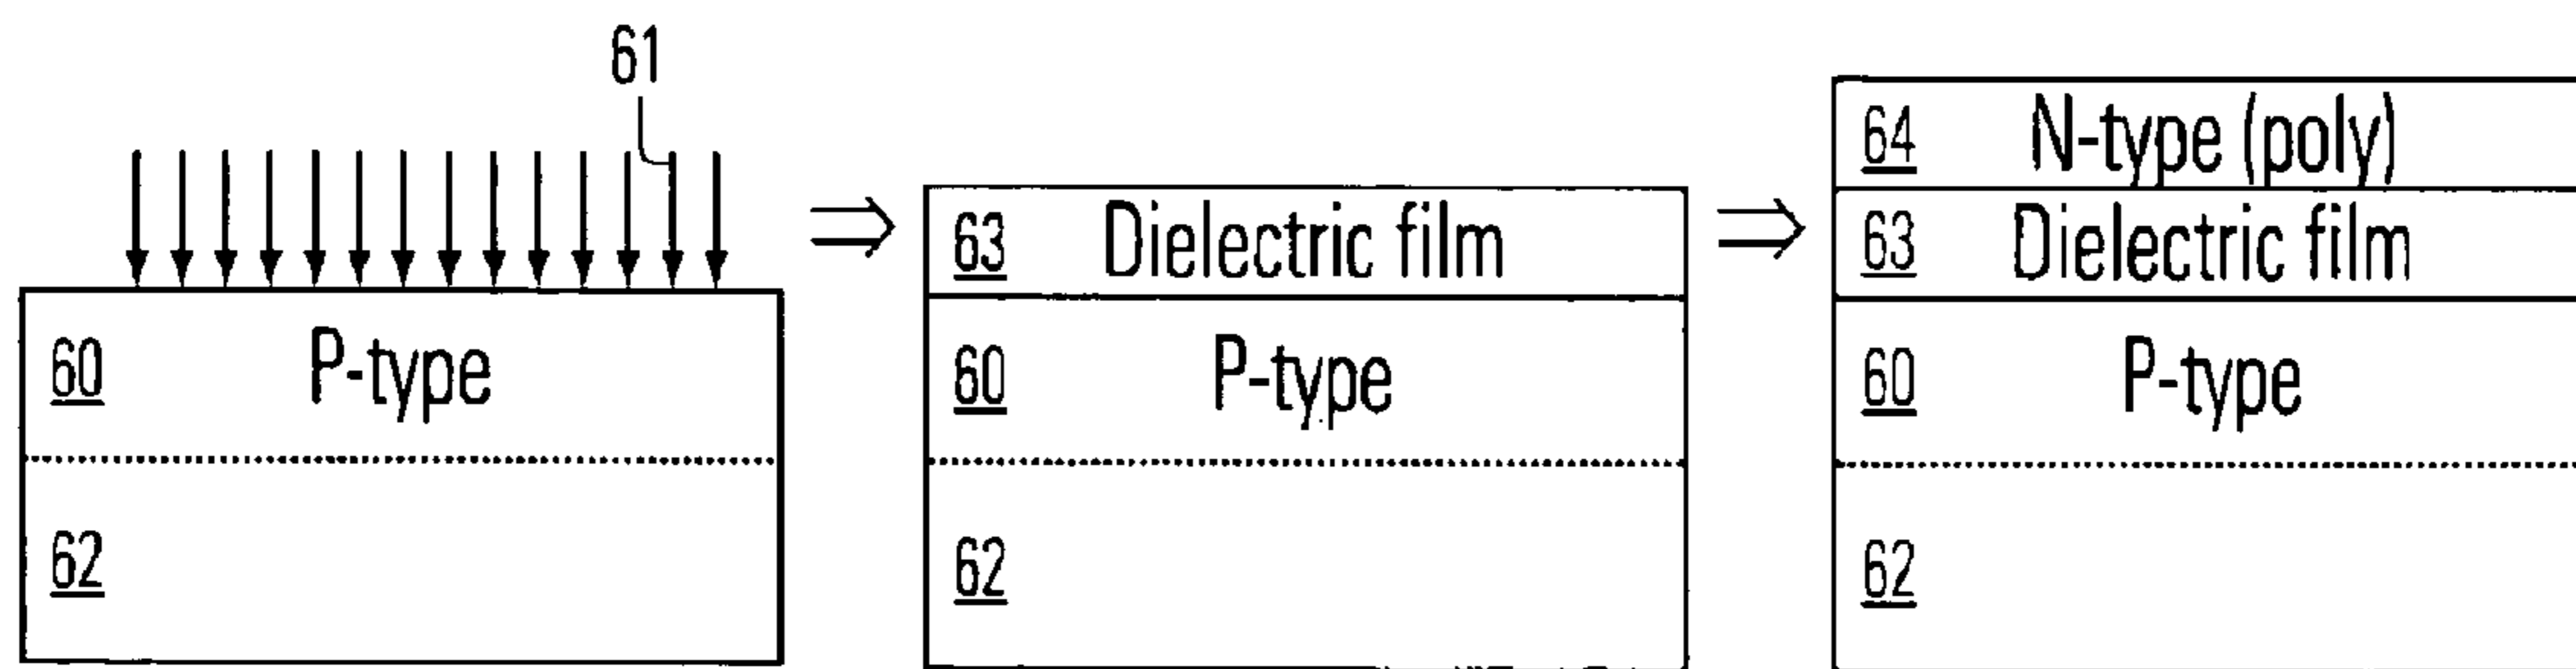 61
60 P-type
62
63 Dielectric film
60 P-type
62
64 N-type (poly)
63 Dielectric film
60 P-type
62